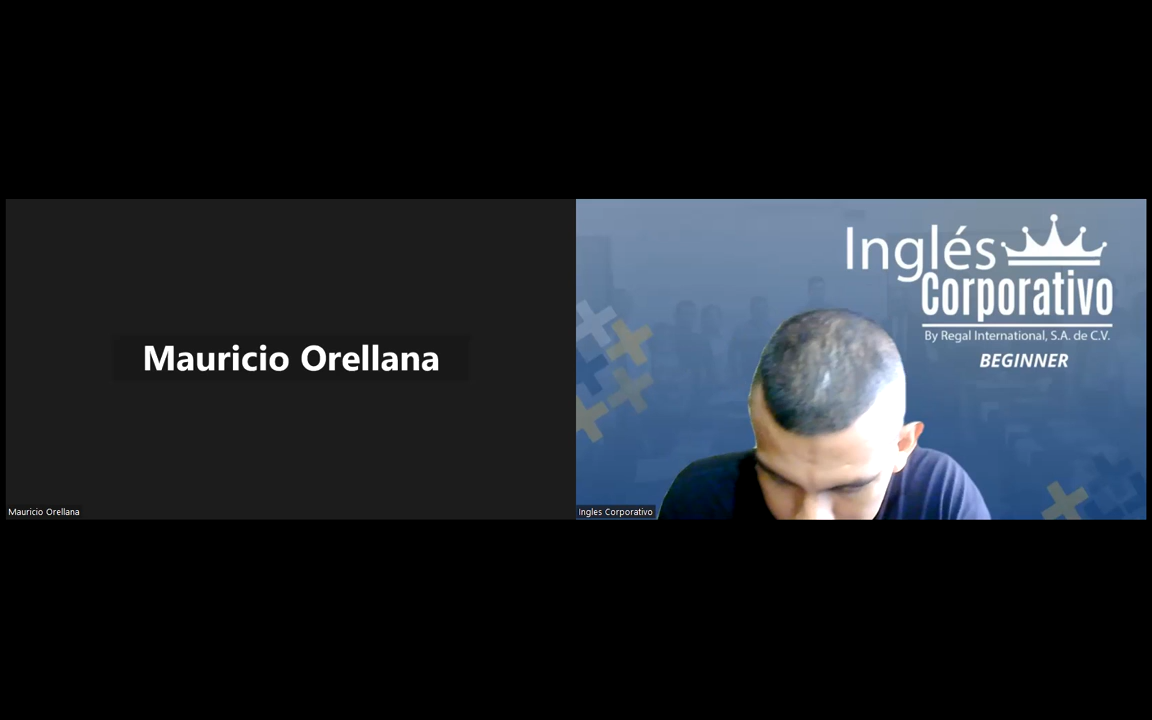 Mauricio Orellana
Mauricio Orellana
Inglés
Corporativo
By Regal International, S.A. de C.V.
BEGINNER
Ingles Corporativo